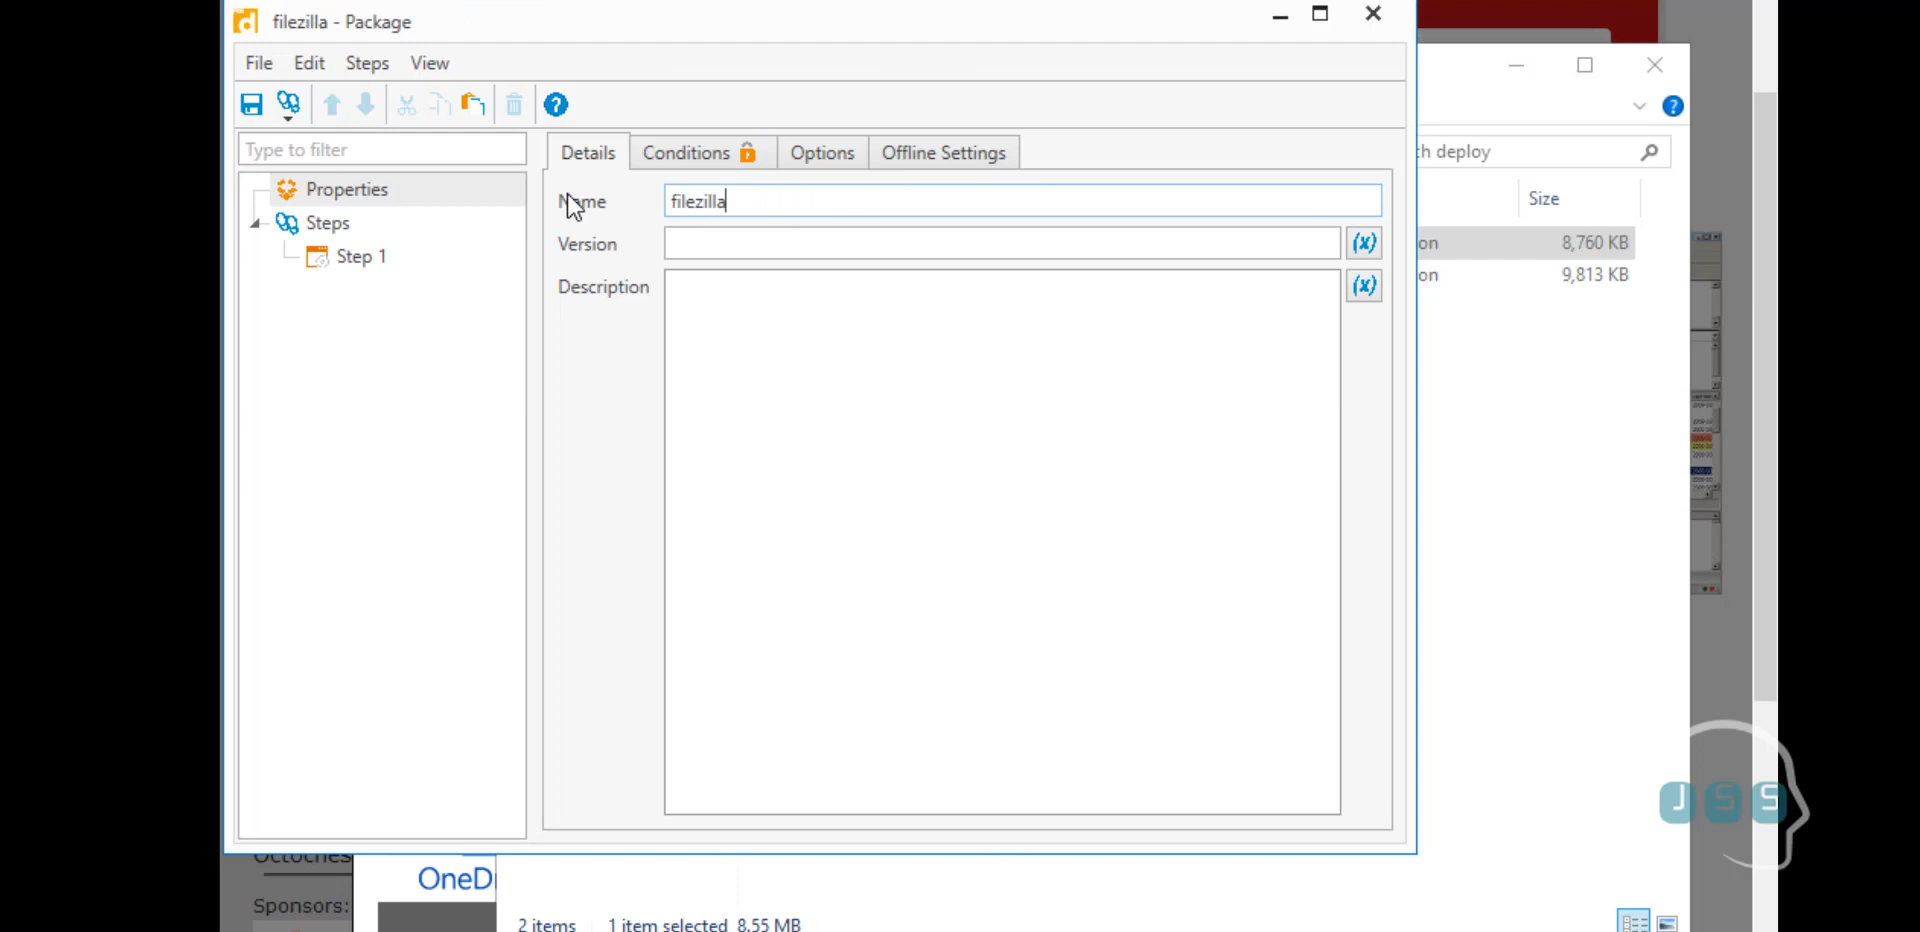 filezilla - Package
File Edit Steps View
Type to filter
Properties
Steps
Step 1
Details Conditions Options Offline Settings
Name filezilla
Version (x)
Description (x)
h deploy
Size
on 8,760 KB
on 9,813 KB
Octoches
Sponsors:
OneD
2 items 1 item selected 8.55 MB
JSS